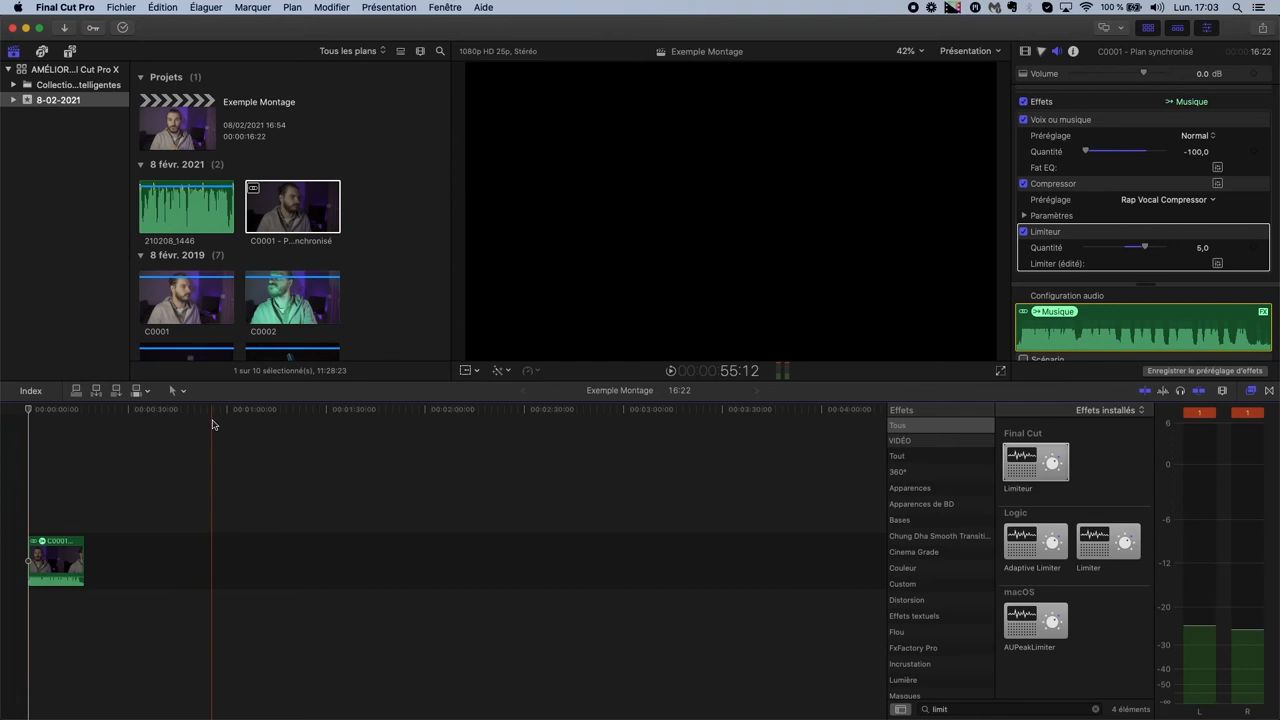 Final Cut Pro Fichier Édition Élaguer Marquer Plan Modifier Présentation Fenêtre Aide 100 % Lun. 17:03
Tous les plans
1080p HD 25p, Stéréo
Exemple Montage
42%
Présentation
C0001 - Plan synchronisé
16:22
AMÉLIOR...l Cut Pro X
Collectio...telligentes
8-02-2021
Projets (1)
Exemple Montage
08/02/2021 16:54
00:00:16:22
8 févr. 2021 (2)
210208_1446
C0001 - P...nchronisé
8 févr. 2019 (7)
C0001
C0002
1 sur 10 sélectionné(s), 11:28:23
00:00 55:12
Volume
0.0 dB
Effets
Musique
Voix ou musique
Préréglage
Normal
Quantité
-100,0
Fat EQ:
Compressor
Préréglage
Rap Vocal Compressor
Paramètres
Limiteur
Quantité
5,0
Limiter (édité):
Configuration audio
Musique
FX
Scénario
Enregistrer le préréglage d'effets
Index
Exemple Montage
16:22
00:00:00:00
00:00:30:00
00:01:00:00
00:01:30:00
00:02:00:00
00:02:30:00
00:03:00:00
00:03:30:00
00:04:00:00
C0001...
Effets
Tous
VIDÉO
Tout
360°
Apparences
Apparences de BD
Bases
Chung Dha Smooth Transiti...
Cinema Grade
Couleur
Custom
Distorsion
Effets textuels
Flou
FxFactory Pro
Incrustation
Lumière
Masques
Effets installés
Final Cut
Limiteur
Logic
Adaptive Limiter
Limiter
macOS
AUPeakLimiter
limit
4 éléments
1
1
6
0
-6
-12
-20
-30
-40
-50
-∞
L
R